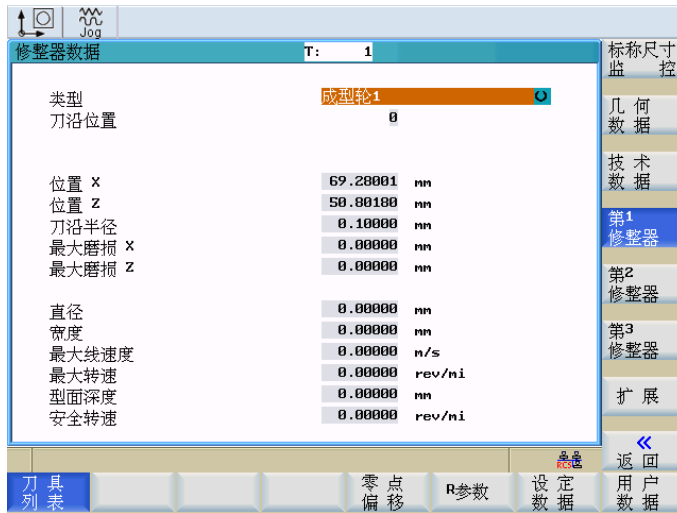 Jog
修整器数据 T: 1
类型 成型轮1
刀沿位置 0
位置 X 69.28001 mm
位置 Z 50.80180 mm
刀沿半径 0.10000 mm
最大磨损 X 0.00000 mm
最大磨损 Z 0.00000 mm
直径 0.00000 mm
宽度 0.00000 mm
最大线速度 0.00000 m/s
最大转速 0.00000 rev/mi
型面深度 0.00000 mm
安全转速 0.00000 rev/mi
标称尺寸
监 控
几 何
数 据
技 术
数 据
第1
修整器
第2
修整器
第3
修整器
扩 展
«
返 回
RCS
刀 具
列 表
零 点
偏 移
R参数
设 定
数 据
用 户
数 据